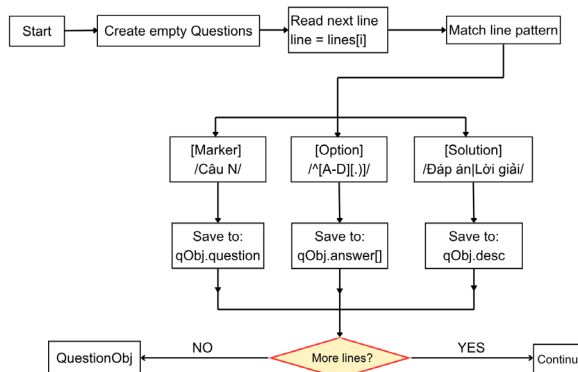 Start
Create empty Questions
Read next line
line = lines[i]
Match line pattern
[Marker]
/Câu N/
[Option]
/^[A-D][.)]/
[Solution]
/Đáp án|Lời giải/
Save to:
qObj.question
Save to:
qObj.answer[]
Save to:
qObj.desc
NO
YES
QuestionObj
More lines?
Continu